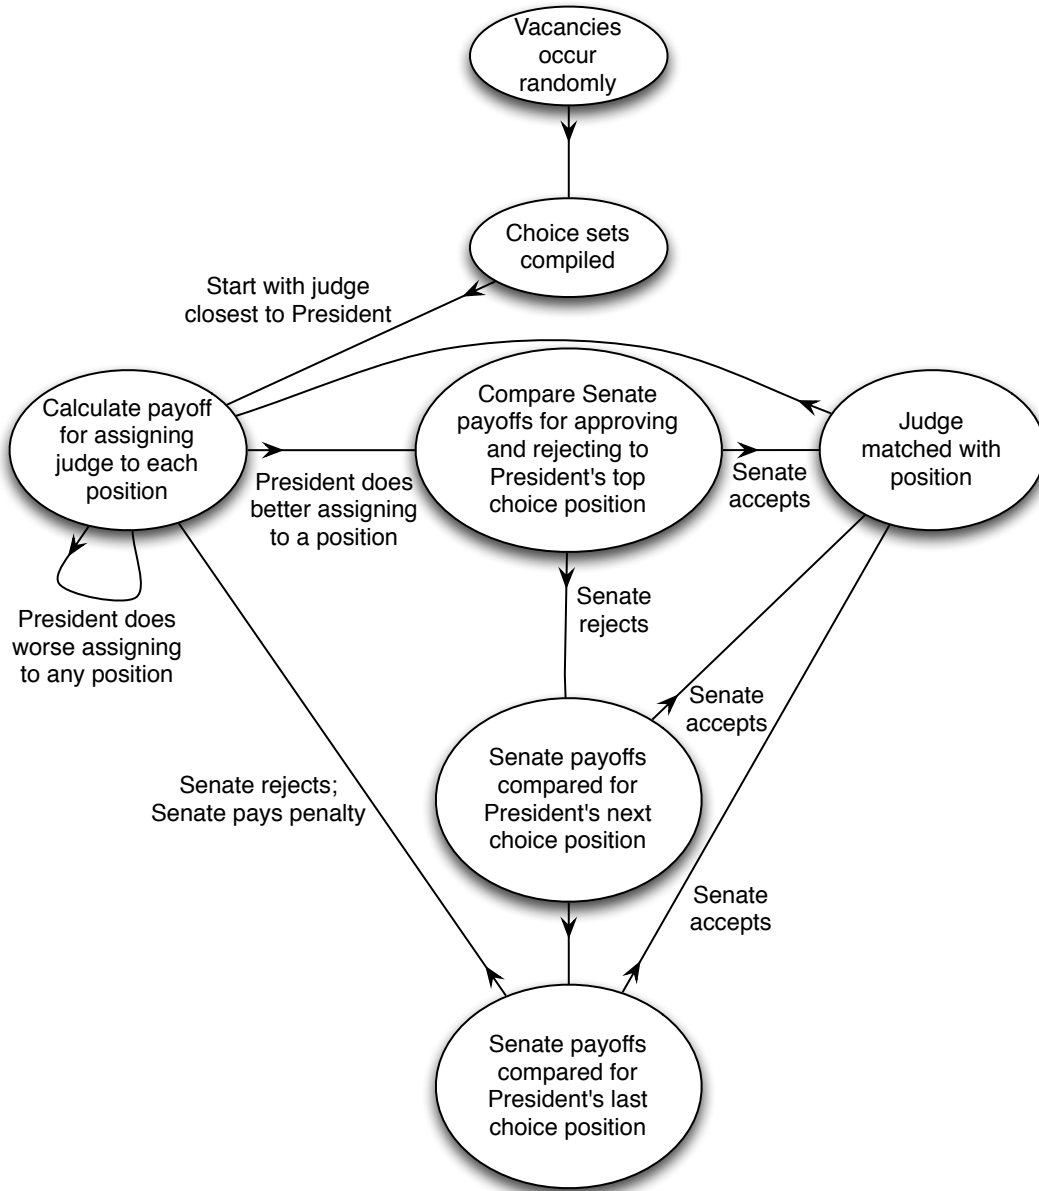 Vacancies
occur
randomly
Choice sets
compiled
Start with judge
closest to President
Calculate payoff
for assigning
judge to each
position
Compare Senate
payoffs for approving
and rejecting to
President's top
choice position
Judge
matched with
position
President does
better assigning
to a position
Senate
accepts
President does
worse assigning
to any position
Senate
rejects
Senate
accepts
Senate payoffs
compared for
President's next
choice position
Senate rejects;
Senate pays penalty
Senate
accepts
Senate payoffs
compared for
President's last
choice position